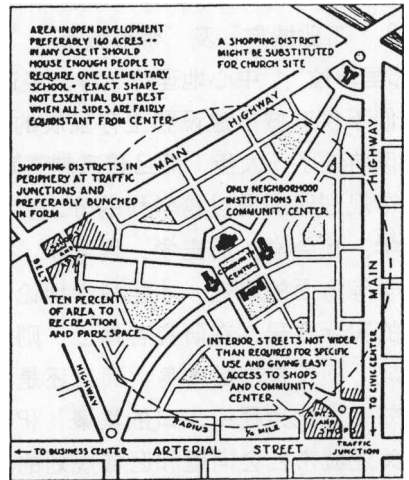 AREA IN OPEN DEVELOPMENT
PREFERABLY 160 ACRES --
IN ANY CASE IT SHOULD
HOUSE ENOUGH PEOPLE TO
REQUIRE ONE ELEMENTARY
SCHOOL - EXACT SHAPE
NOT ESSENTIAL BUT BEST
WHEN ALL SIDES ARE FAIRLY
EQUIDISTANT FROM CENTER
A SHOPPING DISTRICT
MIGHT BE SUBSTITUTED
FOR CHURCH SITE
MAIN HIGHWAY
HIGHWAY
MAIN
SHOPPING DISTRICTS IN
PERIPHERY AT TRAFFIC
JUNCTIONS AND
PREFERABLY BUNCHED
IN FORM
ONLY NEIGHBORHOOD
INSTITUTIONS AT
COMMUNITY CENTER
COMMUNITY
CENTER
BELT
HIGHWAY
TEN PERCENT
OF AREA TO
RECREATION
AND PARK SPACE
INTERIOR STREETS NOT WIDER
THAN REQUIRED FOR SPECIFIC
USE AND GIVING EASY
ACCESS TO SHOPS
AND COMMUNITY
CENTER
TO CIVIC CENTER
RADIUS 1/4 MILE
TRAFFIC
JUNCTION
← TO BUSINESS CENTER
ARTERIAL STREET